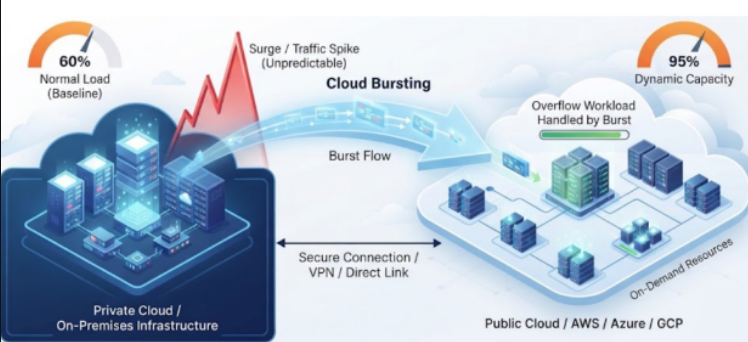 60%
Normal Load
(Baseline)
Surge / Traffic Spike
(Unpredictable)
Cloud Bursting
95%
Dynamic Capacity
Overflow Workload
Handled by Burst
Burst Flow
Secure Connection /
VPN / Direct Link
On-Demand Resources
Private Cloud /
On-Premises Infrastructure
Public Cloud / AWS / Azure / GCP